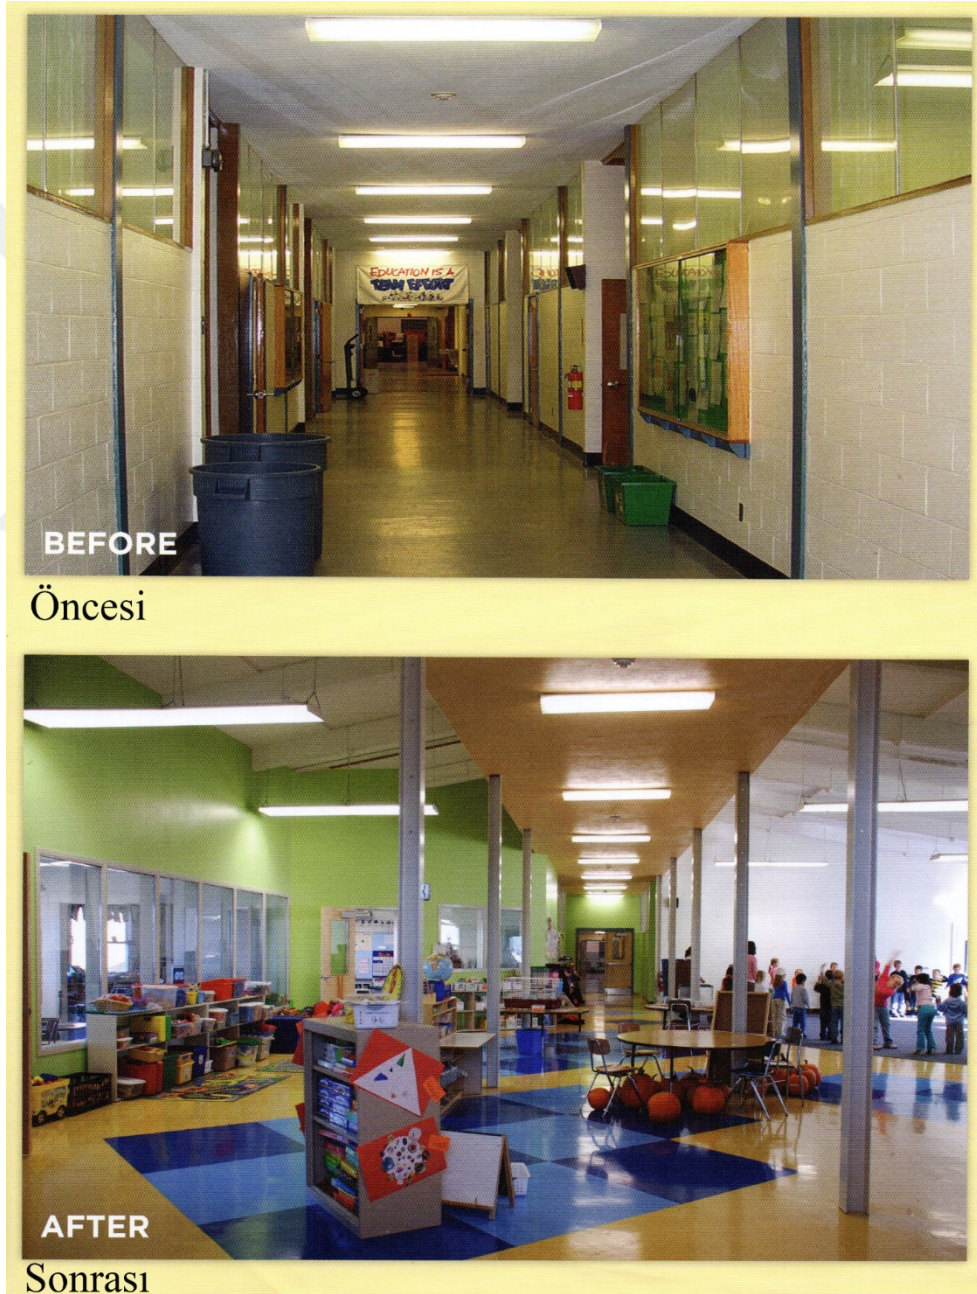 EDUCATION IS A
TEAM EFFORT
BEFORE
Öncesi
AFTER
Sonrası